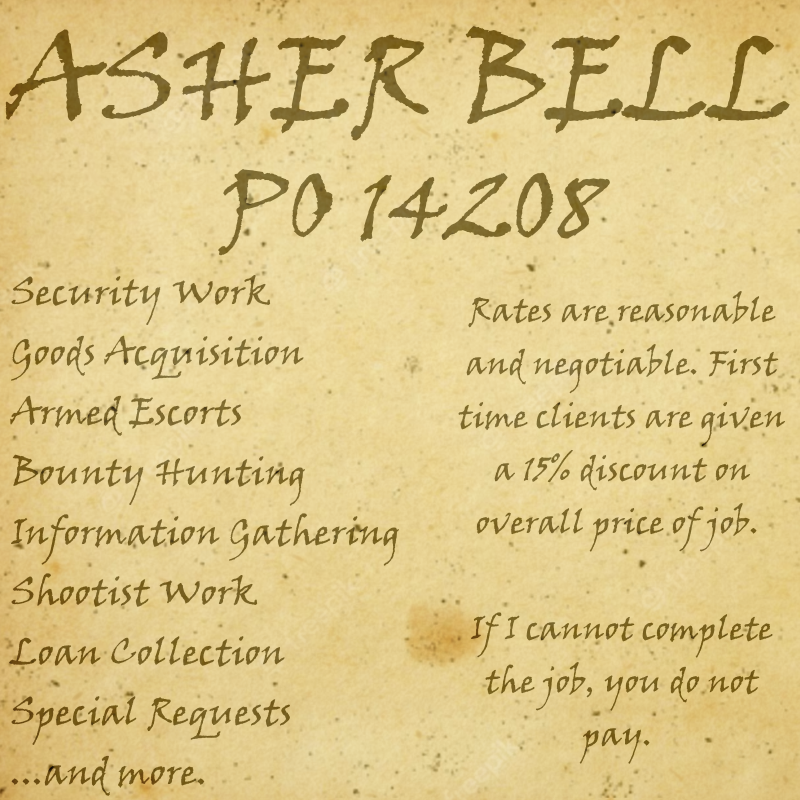 ASHER BELL
PO 14208
Security Work
Goods Acquisition
Armed Escorts
Bounty Hunting
Information Gathering
Shootist Work
Loan Collection
Special Requests
...and more.
Rates are reasonable
and negotiable. First
time clients are given
a 15% discount on
overall price of job.
If I cannot complete
the job, you do not
pay.